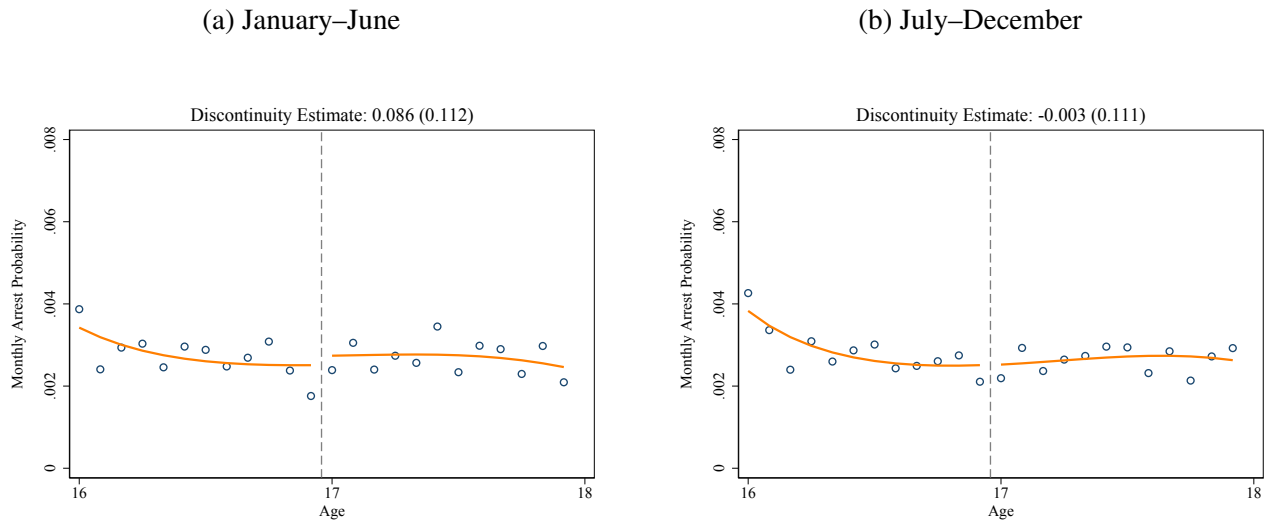 (a) January–June
Discontinuity Estimate: 0.086 (0.112)
Monthly Arrest Probability
.008
.006
.004
.002
0
16
17
18
Age
(b) July–December
Discontinuity Estimate: -0.003 (0.111)
Monthly Arrest Probability
.008
.006
.004
.002
0
16
17
18
Age